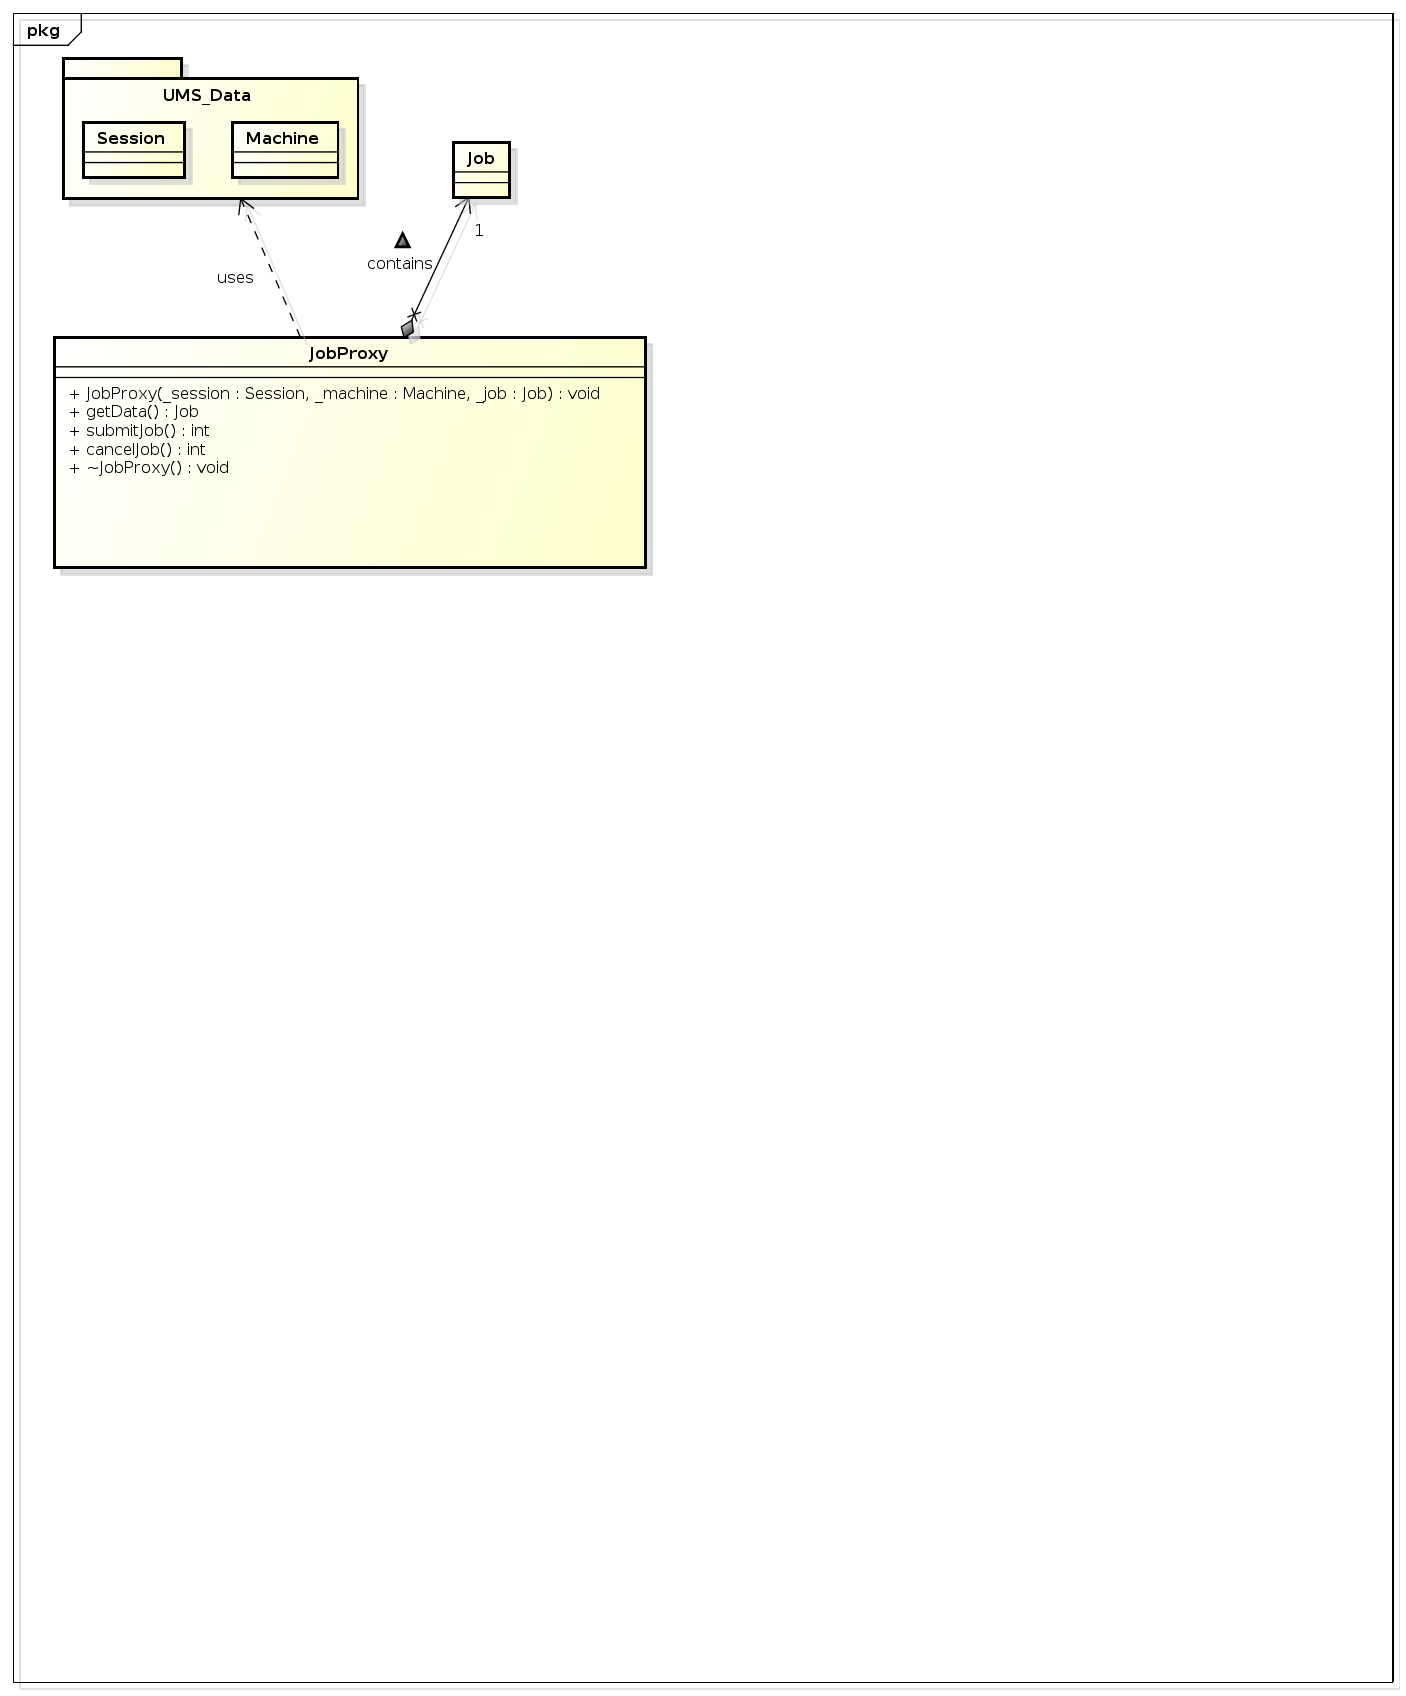 pkg
UMS_Data
Session
Machine
Job
1
contains
uses
JobProxy
+ JobProxy(_session : Session, _machine : Machine, _job : Job) : void
+ getData() : Job
+ submitJob() : int
+ cancelJob() : int
+ ~JobProxy() : void